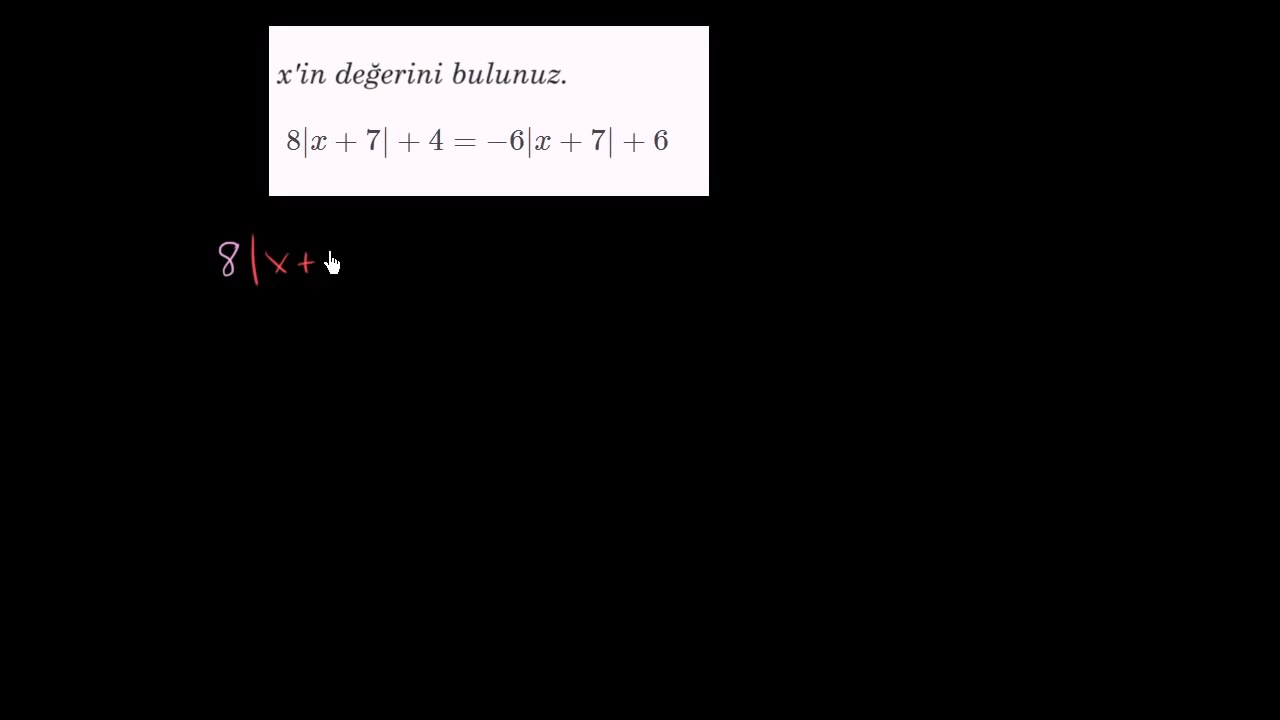 x'in değerini bulunuz.
8|x + 7| + 4 = −6|x + 7| + 6
8|x+